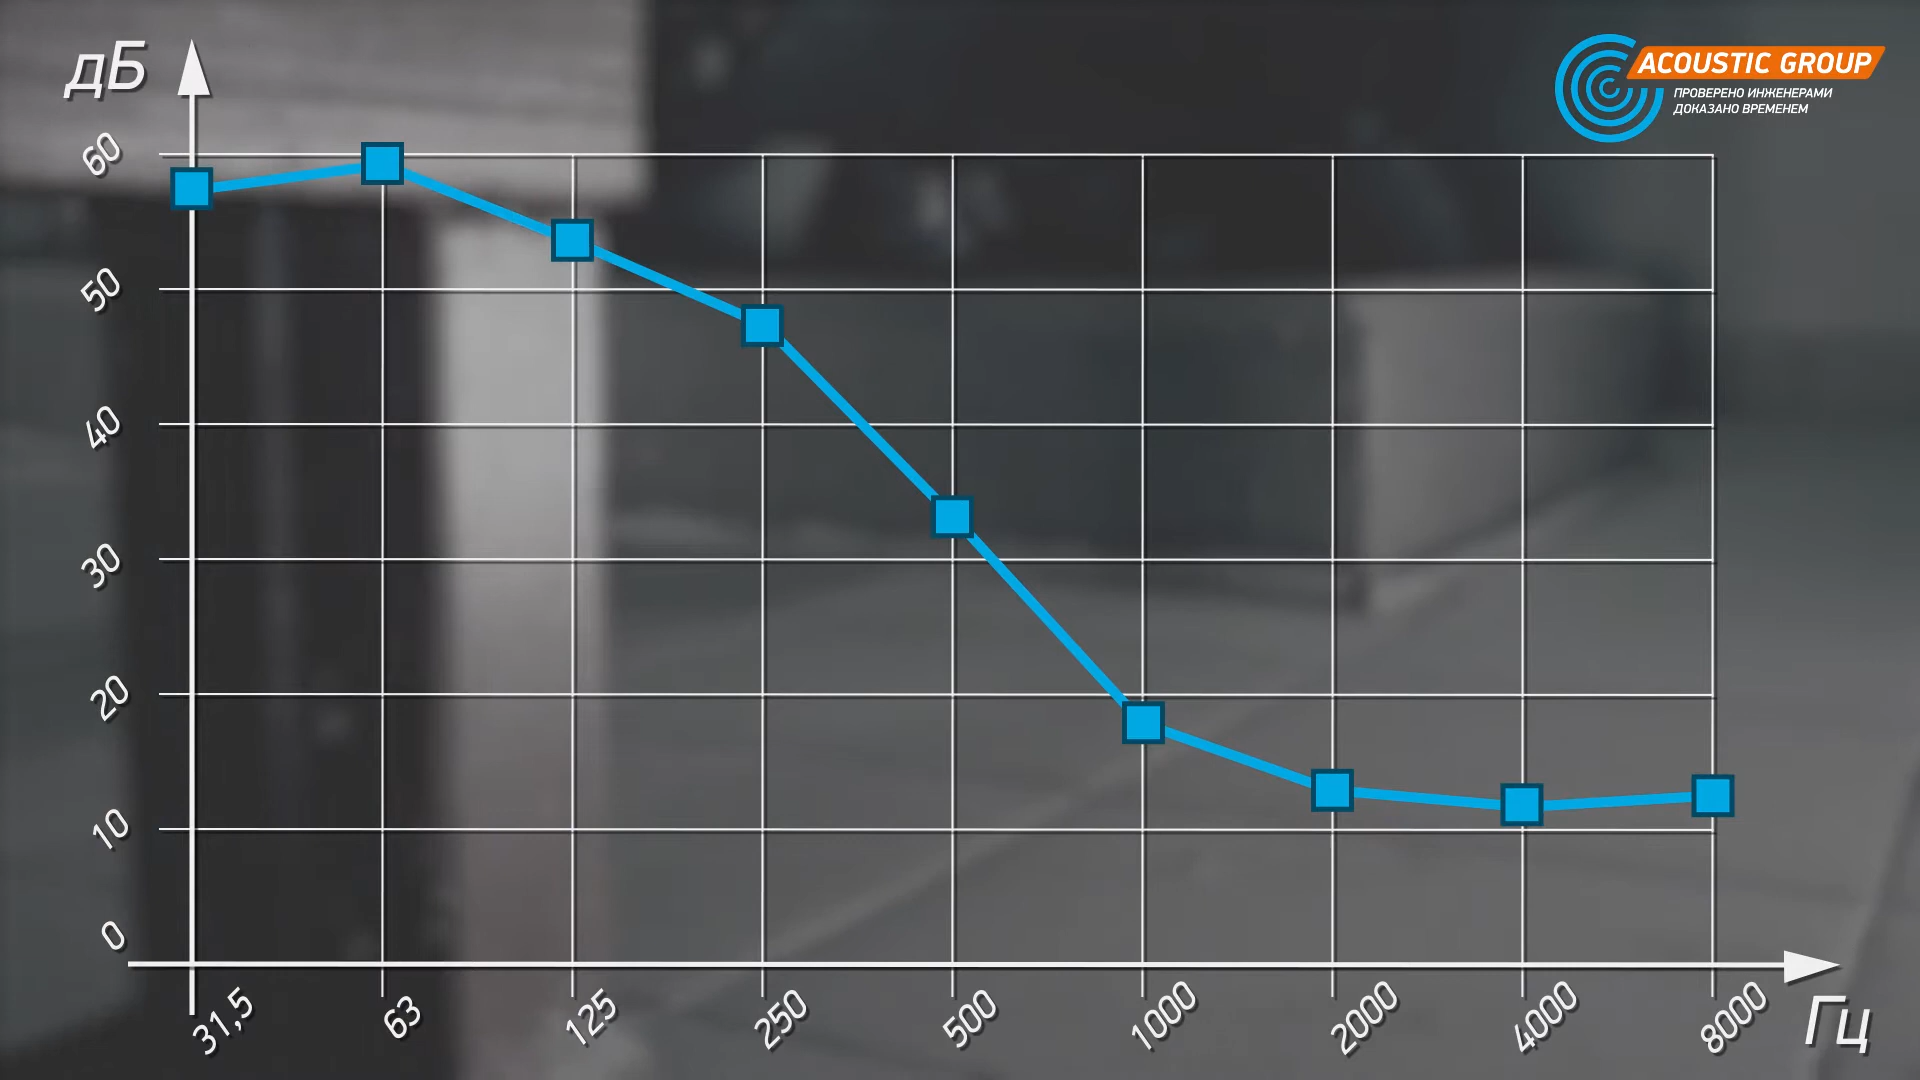 дБ
ACOUSTIC GROUP
ПРОВЕРЕНО ИНЖЕНЕРАМИ
ДОКАЗАНО ВРЕМЕНЕМ
60
50
40
30
20
10
0
31,5 63 125 250 500 1000 2000 4000 8000 Гц